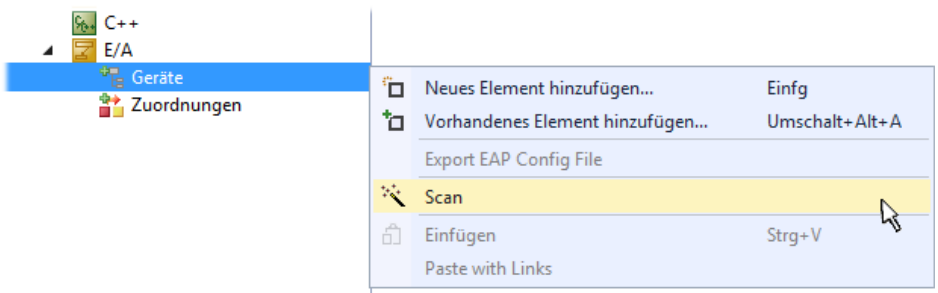 C++
E/A
Geräte
Zuordnungen
Neues Element hinzufügen... Einfg
Vorhandenes Element hinzufügen... Umschalt+Alt+A
Export EAP Config File
Scan
Einfügen Strg+V
Paste with Links